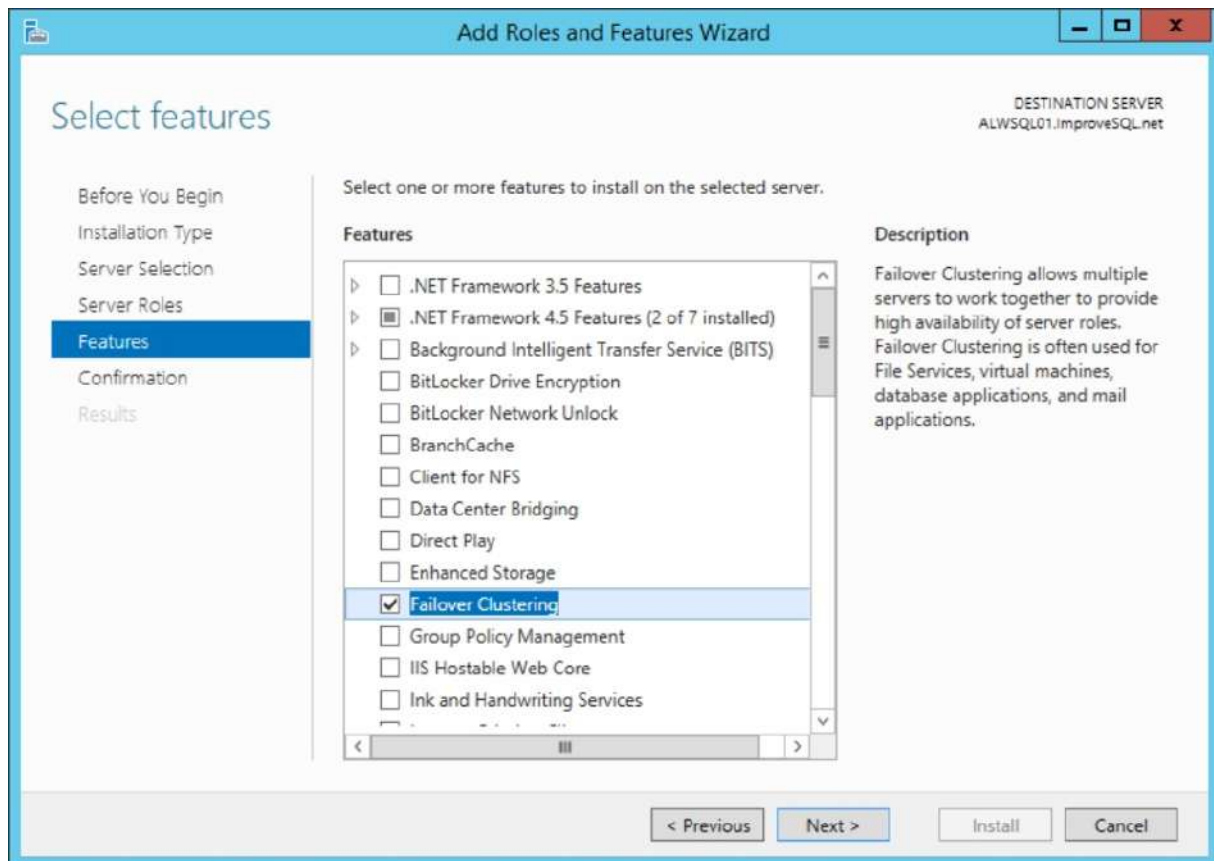 Add Roles and Features Wizard
Select features
DESTINATION SERVER
ALWSQL01.ImproveSQL.net
Before You Begin
Installation Type
Server Selection
Server Roles
Features
Confirmation
Results
Select one or more features to install on the selected server.
Features
.NET Framework 3.5 Features
.NET Framework 4.5 Features (2 of 7 installed)
Background Intelligent Transfer Service (BITS)
BitLocker Drive Encryption
BitLocker Network Unlock
BranchCache
Client for NFS
Data Center Bridging
Direct Play
Enhanced Storage
Failover Clustering
Group Policy Management
IIS Hostable Web Core
Ink and Handwriting Services
Description
Failover Clustering allows multiple
servers to work together to provide
high availability of server roles.
Failover Clustering is often used for
File Services, virtual machines,
database applications, and mail
applications.
< Previous
Next >
Install
Cancel